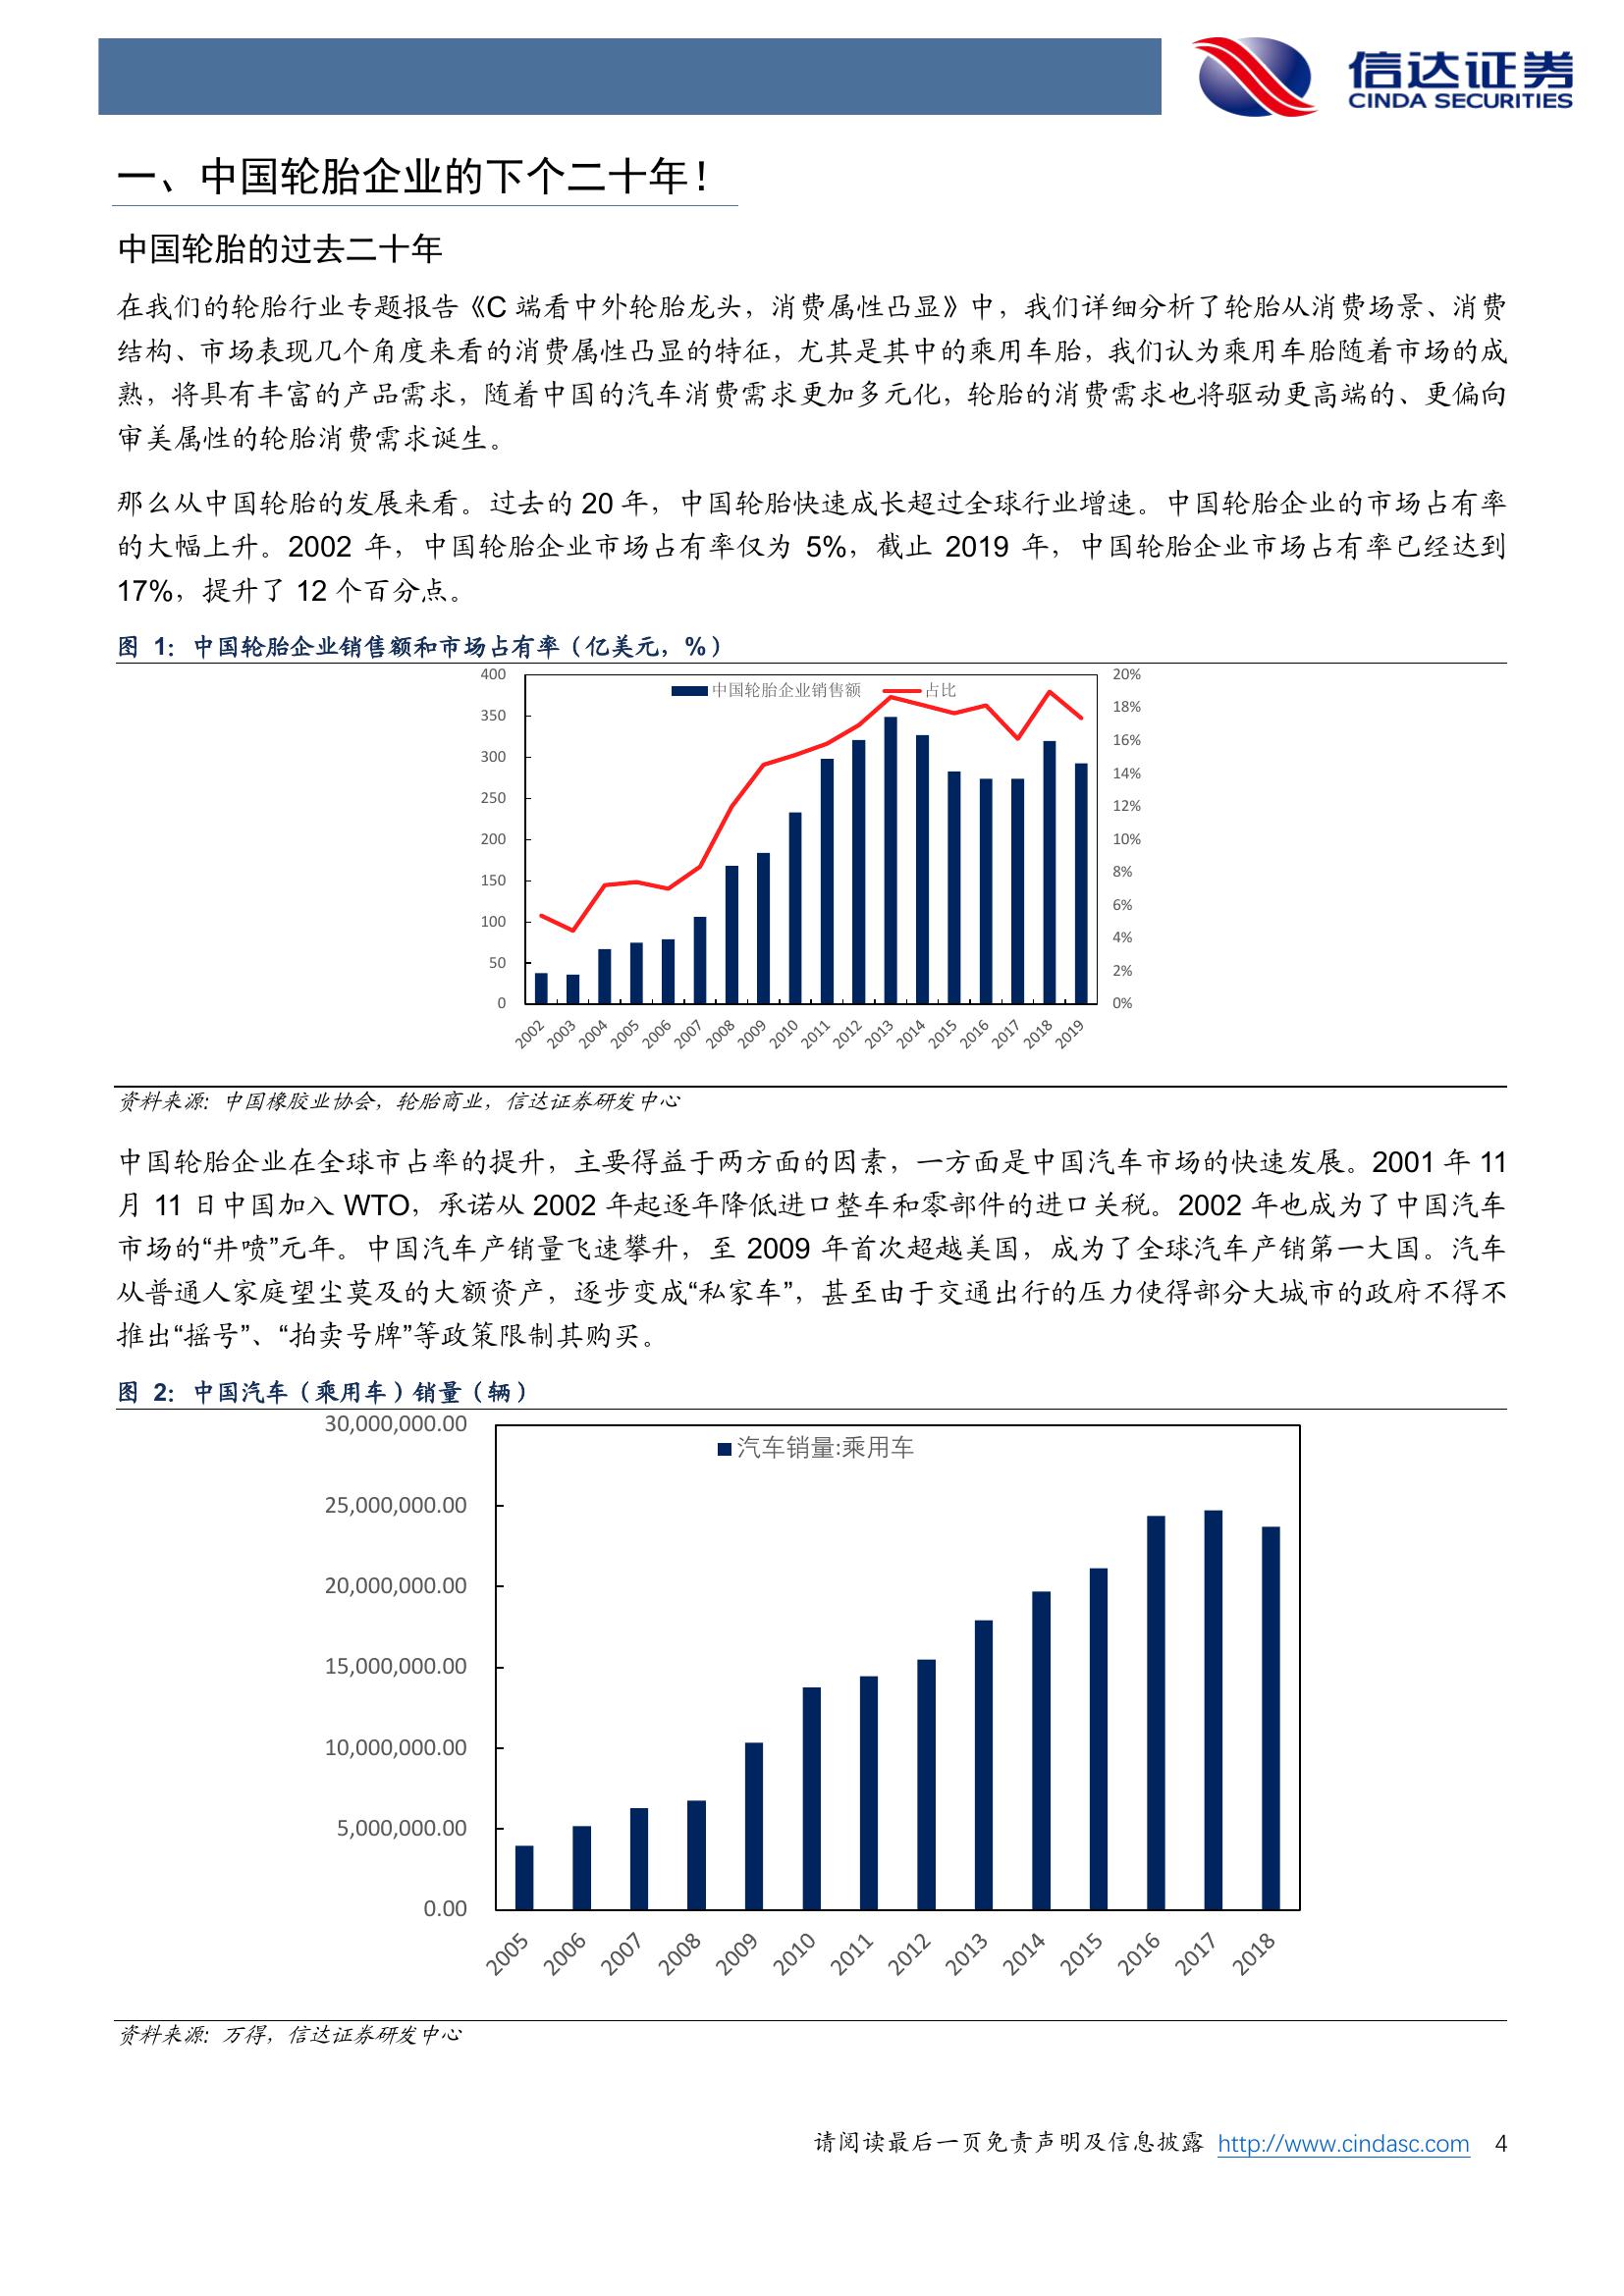 信达证券
CINDA SECURITIES
一、中国轮胎企业的下个二十年！
中国轮胎的过去二十年
在我们的轮胎行业专题报告《C 端看中外轮胎龙头，消费属性凸显》中，我们详细分析了轮胎从消费场景、消费
结构、市场表现几个角度来看的消费属性凸显的特征，尤其是其中的乘用车胎，我们认为乘用车胎随着市场的成
熟，将具有丰富的产品需求，随着中国的汽车消费需求更加多元化，轮胎的消费需求也将驱动更高端的、更偏向
审美属性的轮胎消费需求诞生。
那么从中国轮胎的发展来看。过去的 20 年，中国轮胎快速成长超过全球行业增速。中国轮胎企业的市场占有率
的大幅上升。2002 年，中国轮胎企业市场占有率仅为 5%，截止 2019 年，中国轮胎企业市场占有率已经达到
17%，提升了 12 个百分点。
图 1：中国轮胎企业销售额和市场占有率（亿美元，%）
中国轮胎企业销售额 占比
400
350
300
250
200
150
100
50
0
20%
18%
16%
14%
12%
10%
8%
6%
4%
2%
0%
2002 2003 2004 2005 2006 2007 2008 2009 2010 2011 2012 2013 2014 2015 2016 2017 2018 2019
资料来源：中国橡胶业协会，轮胎商业，信达证券研发中心
中国轮胎企业在全球市占率的提升，主要得益于两方面的因素，一方面是中国汽车市场的快速发展。2001 年 11
月 11 日中国加入 WTO，承诺从 2002 年起逐年降低进口整车和零部件的进口关税。2002 年也成为了中国汽车
市场的“井喷”元年。中国汽车产销量飞速攀升，至 2009 年首次超越美国，成为了全球汽车产销第一大国。汽车
从普通人家庭望尘莫及的大额资产，逐步变成“私家车”，甚至由于交通出行的压力使得部分大城市的政府不得不
推出“摇号”、“拍卖号牌”等政策限制其购买。
图 2：中国汽车（乘用车）销量（辆）
汽车销量:乘用车
30,000,000.00
25,000,000.00
20,000,000.00
15,000,000.00
10,000,000.00
5,000,000.00
0.00
2005 2006 2007 2008 2009 2010 2011 2012 2013 2014 2015 2016 2017 2018
资料来源：万得，信达证券研发中心
请阅读最后一页免责声明及信息披露 http://www.cindasc.com 4